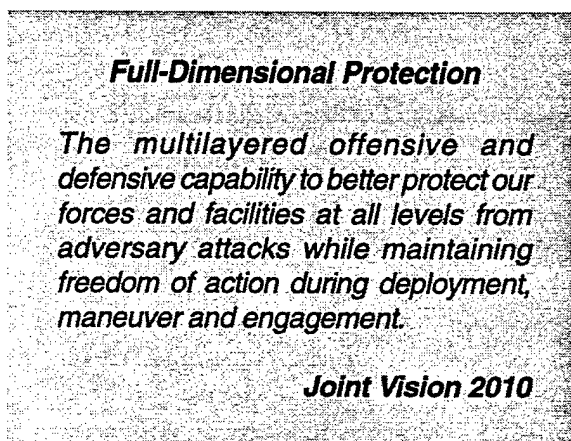 Full-Dimensional Protection
The multilayered offensive and
defensive capability to better protect our
forces and facilities at all levels from
adversary attacks while maintaining
freedom of action during deployment,
maneuver and engagement.
Joint Vision 2010